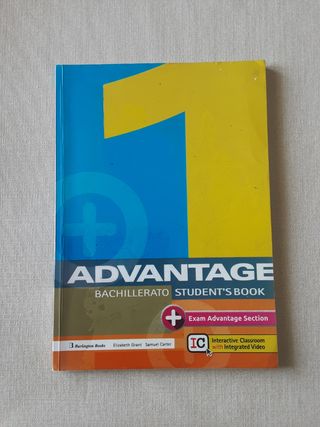 1
ADVANTAGE
BACHILLERATO STUDENT'S BOOK
+ Exam Advantage Section
Burlington Books Elizabeth Grant Samuel Carter
IC Interactive Classroom
with Integrated Video